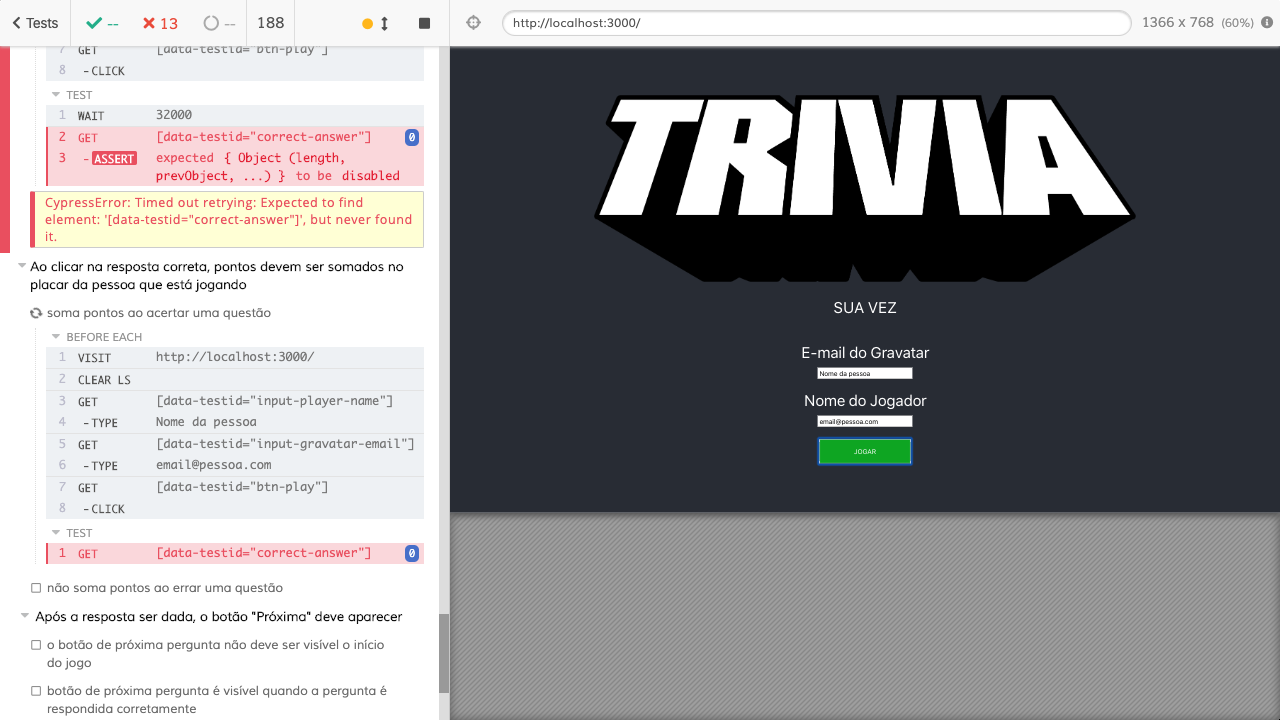 Tests
--
13
--
188
http://localhost:3000/
1366 x 768 (60%)
7 GET [data-testid="btn-play"]
8 -CLICK
TEST
1 WAIT 32000
2 GET [data-testid="correct-answer"] 0
3 -ASSERT expected { Object (length,
prevObject, ...) } to be disabled
CypressError: Timed out retrying: Expected to find
element: '[data-testid="correct-answer"]', but never found
it.
Ao clicar na resposta correta, pontos devem ser somados no
placar da pessoa que está jogando
soma pontos ao acertar uma questão
BEFORE EACH
1 VISIT http://localhost:3000/
2 CLEAR LS
3 GET [data-testid="input-player-name"]
4 -TYPE Nome da pessoa
5 GET [data-testid="input-gravatar-email"]
6 -TYPE email@pessoa.com
7 GET [data-testid="btn-play"]
8 -CLICK
TEST
1 GET [data-testid="correct-answer"] 0
não soma pontos ao errar uma questão
Após a resposta ser dada, o botão "Próxima" deve aparecer
o botão de próxima pergunta não deve ser visível o início
do jogo
botão de próxima pergunta é visível quando a pergunta é
respondida corretamente
TRIVIA
SUA VEZ
E-mail do Gravatar
Nome da pessoa
Nome do Jogador
email@pessoa.com
JOGAR